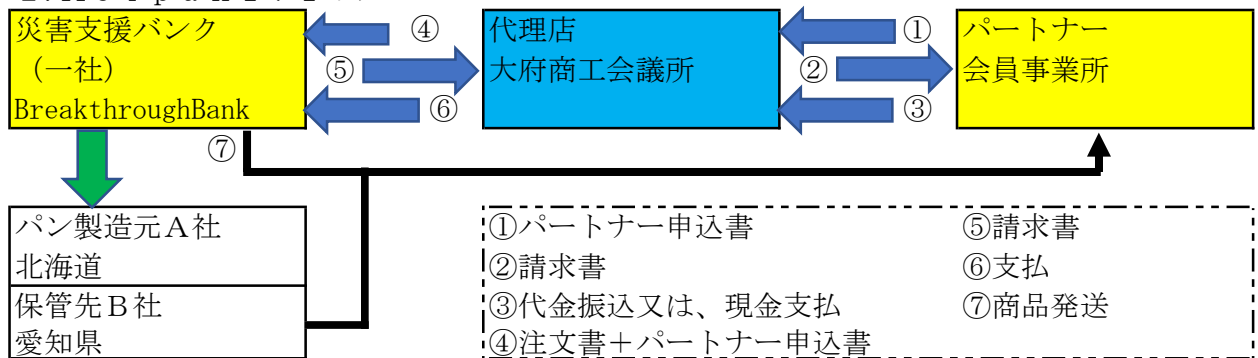 災害支援バンク
（一社）
BreakthroughBank
④
⑤
⑥
代理店
大府商工会議所
①
②
③
パートナー
会員事業所
⑦
パン製造元Ａ社
北海道
保管先Ｂ社
愛知県
①パートナー申込書
②請求書
③代金振込又は、現金支払
④注文書＋パートナー申込書
⑤請求書
⑥支払
⑦商品発送